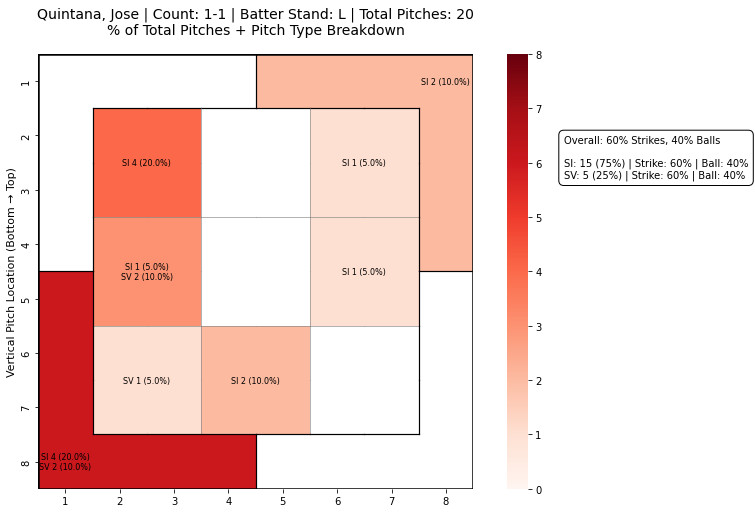 Quintana, Jose | Count: 1-1 | Batter Stand: L | Total Pitches: 20
% of Total Pitches + Pitch Type Breakdown
Vertical Pitch Location (Bottom → Top)
1
2
3
4
5
6
7
8
SI 2 (10.0%)
SI 4 (20.0%)
SI 1 (5.0%)
SI 1 (5.0%)
SV 2 (10.0%)
SI 1 (5.0%)
SV 1 (5.0%)
SI 2 (10.0%)
SI 4 (20.0%)
SV 2 (10.0%)
1
2
3
4
5
6
7
8
8
7
6
5
4
3
2
1
0
Overall: 60% Strikes, 40% Balls
SI: 15 (75%) | Strike: 60% | Ball: 40%
SV: 5 (25%) | Strike: 60% | Ball: 40%